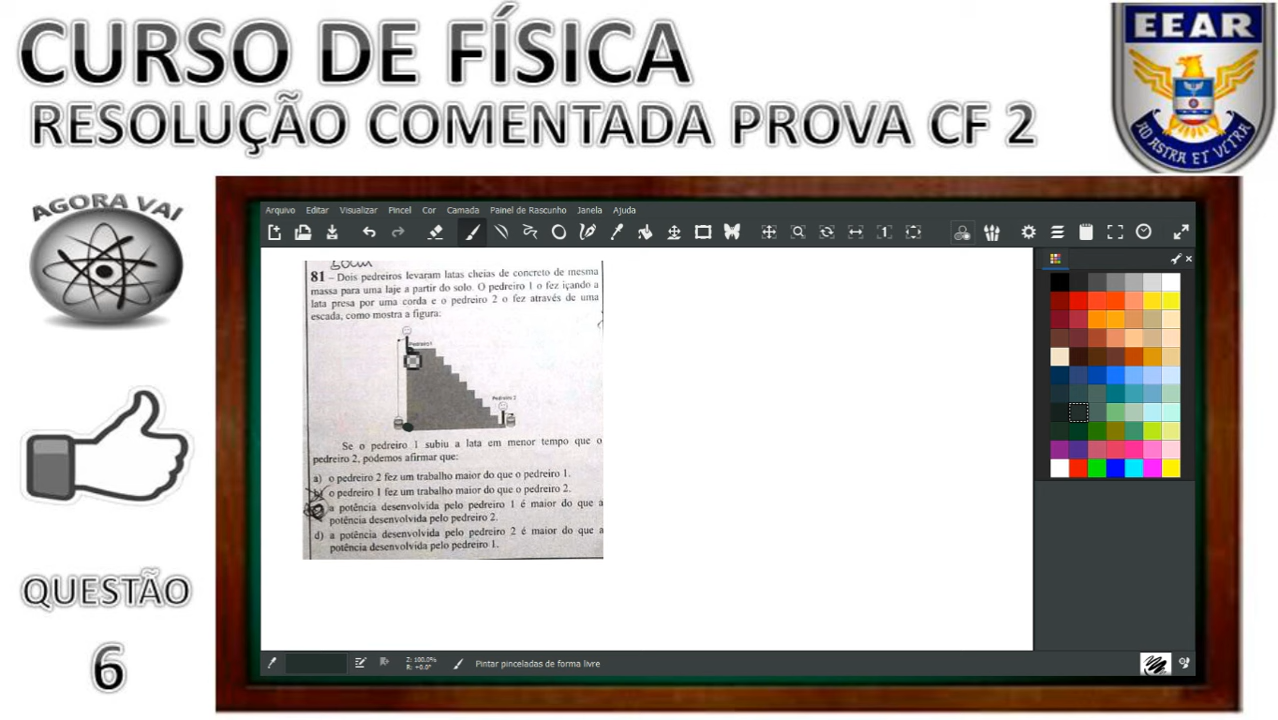 CURSO DE FÍSICA
RESOLUÇÃO COMENTADA PROVA CF 2
EEAR
AD ASTRA ET VLTRA
AGORA VAI
Arquivo Editar Visualizar Pincel Cor Camada Painel de Rascunho Janela Ajuda
81 – Dois pedreiros levaram latas cheias de concreto de mesma
massa para uma laje a partir do solo. O pedreiro 1 o fez içando a
lata presa por uma corda e o pedreiro 2 o fez através de uma
escada, como mostra a figura:
Pedreiro 1
Pedreiro 2
Se o pedreiro 1 subiu a lata em menor tempo que o
pedreiro 2, podemos afirmar que:
a) o pedreiro 2 fez um trabalho maior do que o pedreiro 1.
b) o pedreiro 1 fez um trabalho maior do que o pedreiro 2.
a potência desenvolvida pelo pedreiro 1 é maior do que a
potência desenvolvida pelo pedreiro 2.
d) a potência desenvolvida pelo pedreiro 2 é maior do que a
potência desenvolvida pelo pedreiro 1.
QUESTÃO
6
Z: 100.0%
R: +0.0°
Pintar pinceladas de forma livre